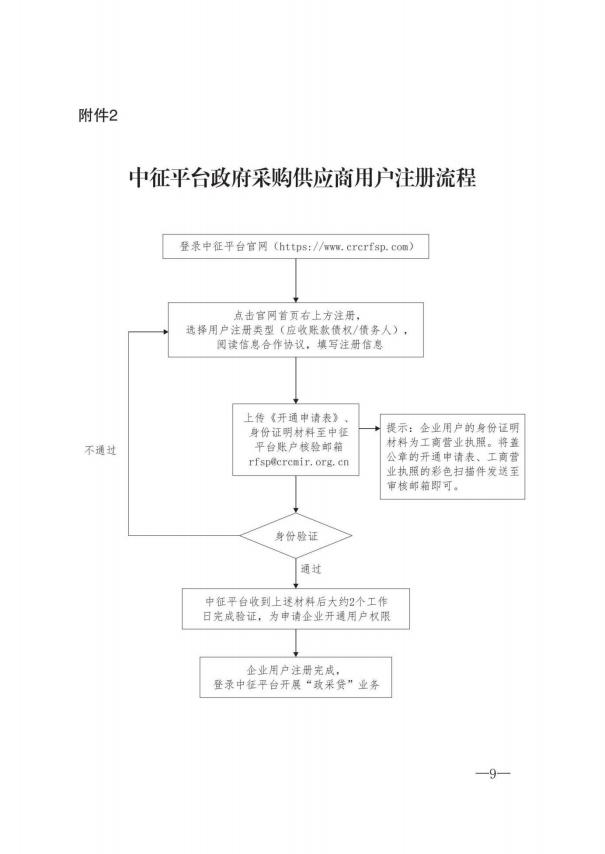 附件2
中征平台政府采购供应商用户注册流程
登录中征平台官网（https://www.crcrfsp.com）
点击官网首页右上方注册，
选择用户注册类型（应收账款债权/债务人），
阅读信息合作协议，填写注册信息
上传《开通申请表》、
身份证明材料至中征
平台账户核验邮箱
rfsp@crcmir.org.cn
提示：企业用户的身份证明
材料为工商营业执照。将盖
公章的开通申请表、工商营
业执照的彩色扫描件发送至
审核邮箱即可。
不通过
身份验证
通过
中征平台收到上述材料后大约2个工作
日完成验证，为申请企业开通用户权限
企业用户注册完成，
登录中征平台开展“政采贷”业务
—9—